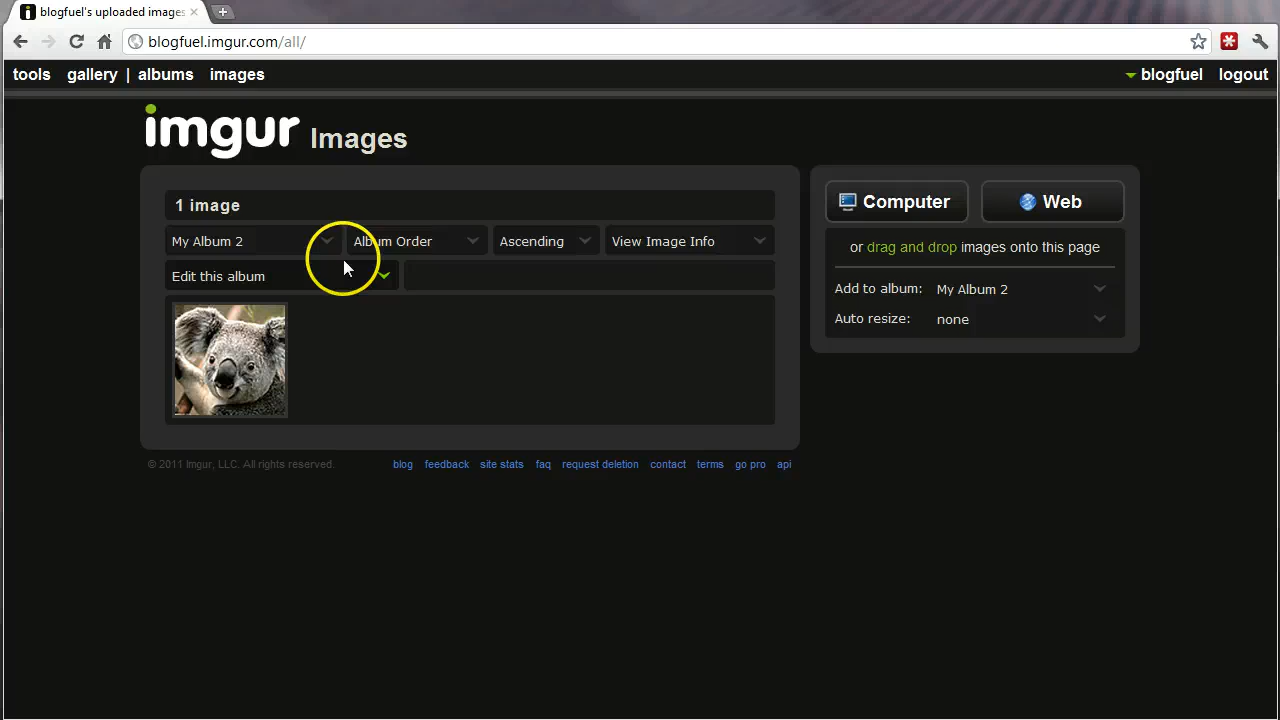 blogfuel's uploaded images
blogfuel.imgur.com/all/
tools gallery | albums images blogfuel logout
imgur Images
1 image
My Album 2 Album Order Ascending View Image Info
Edit this album
Computer Web
or drag and drop images onto this page
Add to album: My Album 2
Auto resize: none
© 2011 Imgur, LLC. All rights reserved. blog feedback site stats faq request deletion contact terms go pro api